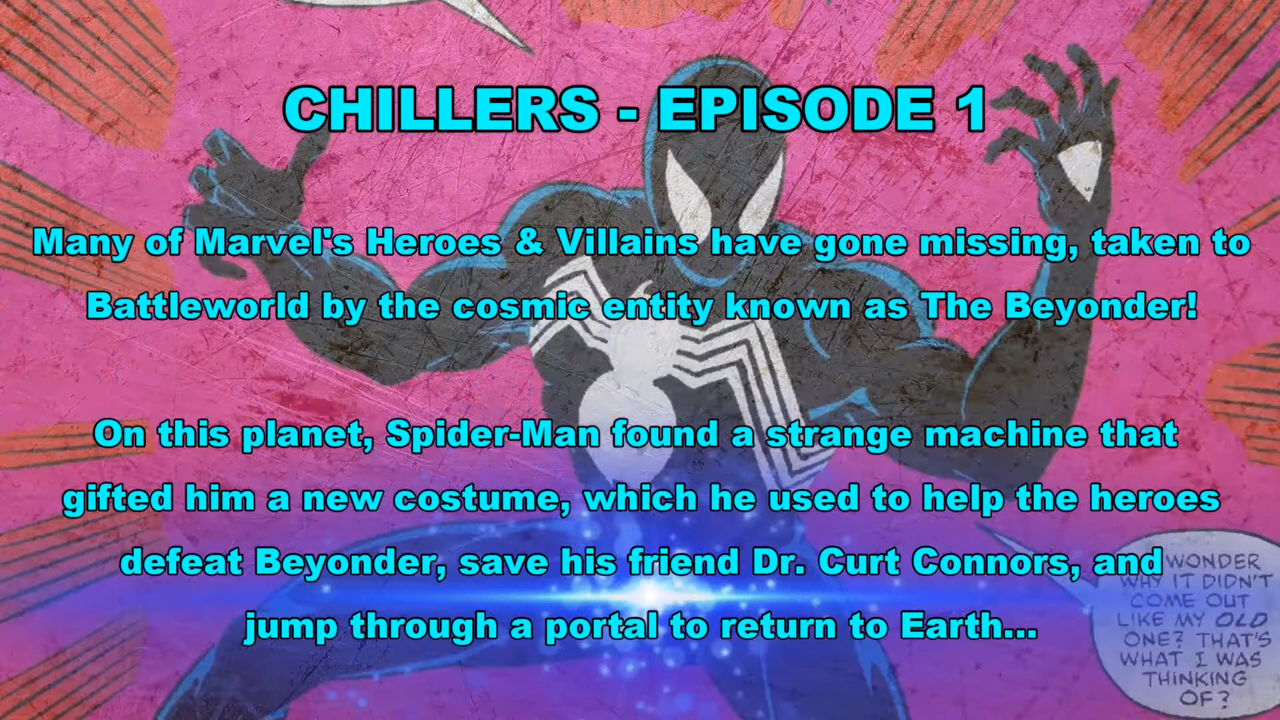 CHILLERS - EPISODE 1
Many of Marvel's Heroes & Villains have gone missing, taken to
Battleworld by the cosmic entity known as The Beyonder!
On this planet, Spider-Man found a strange machine that
gifted him a new costume, which he used to help the heroes
defeat Beyonder, save his friend Dr. Curt Connors, and
jump through a portal to return to Earth...
WONDER
WHY IT DIDN'T
COME OUT
LIKE MY OLD
ONE? THAT'S
WHAT I WAS
THINKING
OF?